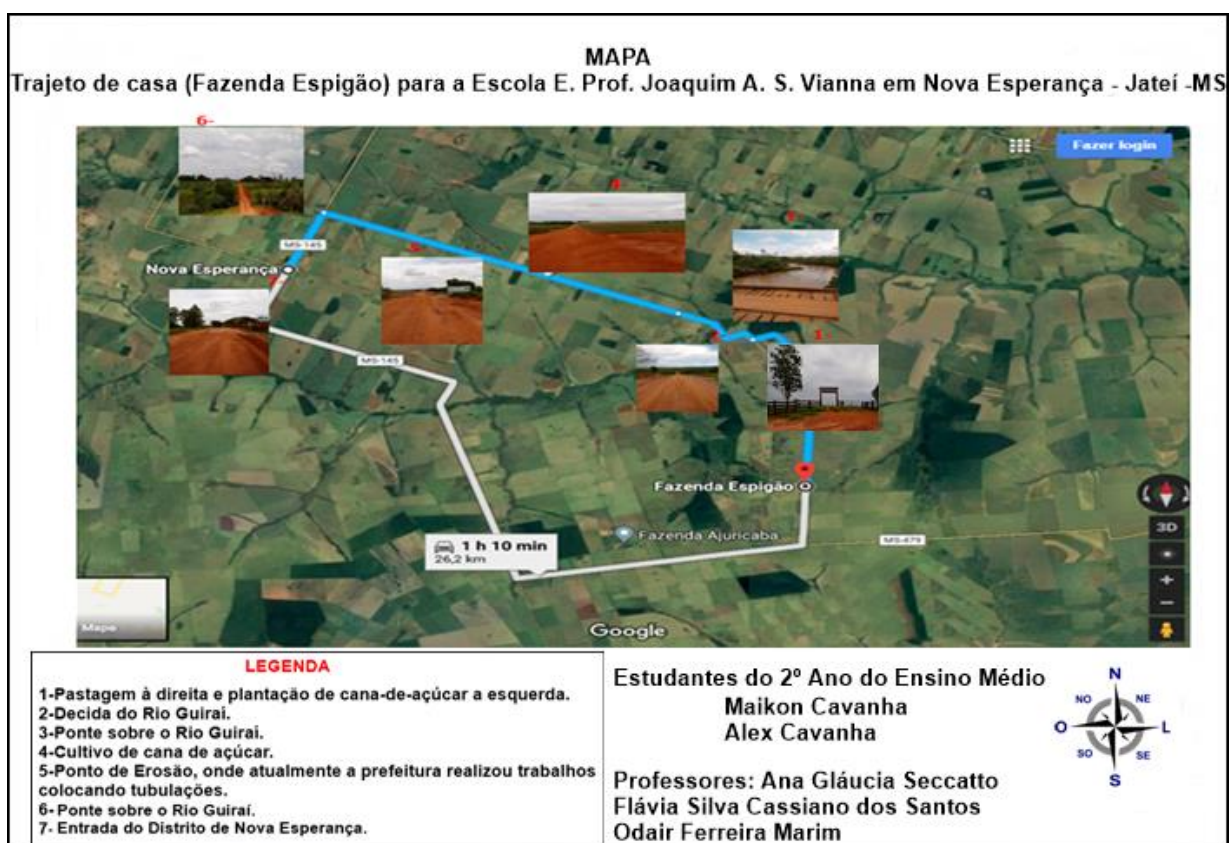 MAPA
Trajeto de casa (Fazenda Espigão) para a Escola E. Prof. Joaquim A. S. Vianna em Nova Esperança - Jateí -MS
6-
Fazer login
4
3
MS-145
Nova Esperança
5-
1-
MS-145
Fazenda Espigão
Fazenda Ajuricaba
MS-479
3D
1 h 10 min
26,2 km
Mapa
Google
LEGENDA
1-Pastagem à direita e plantação de cana-de-açúcar a esquerda.
2-Decida do Rio Guiraí.
3-Ponte sobre o Rio Guiraí.
4-Cultivo de cana de açúcar.
5-Ponto de Erosão, onde atualmente a prefeitura realizou trabalhos
colocando tubulações.
6- Ponte sobre o Rio Guiraí.
7- Entrada do Distrito de Nova Esperança.
Estudantes do 2º Ano do Ensino Médio
Maikon Cavanha
Alex Cavanha
Professores: Ana Gláucia Seccatto
Flávia Silva Cassiano dos Santos
Odair Ferreira Marim
N
NO
NE
O
L
SO
SE
S